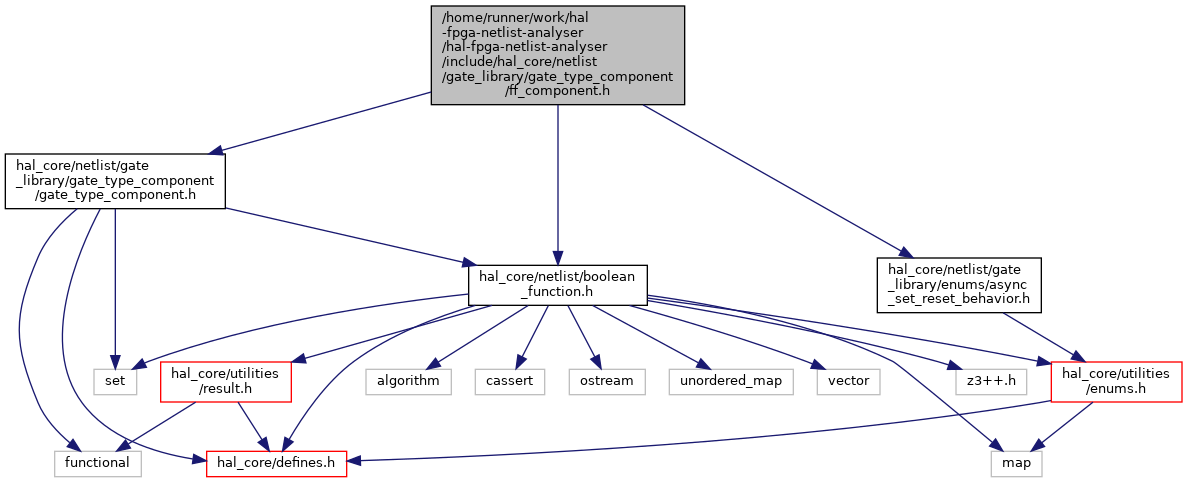 /home/runner/work/hal
-fpga-netlist-analyser
/hal-fpga-netlist-analyser
/include/hal_core/netlist
/gate_library/gate_type_component
/ff_component.h
hal_core/netlist/gate
_library/gate_type_component
/gate_type_component.h
hal_core/netlist/boolean
_function.h
hal_core/netlist/gate
_library/enums/async
_set_reset_behavior.h
set
hal_core/utilities
/result.h
algorithm
cassert
ostream
unordered_map
vector
z3++.h
hal_core/utilities
/enums.h
functional
hal_core/defines.h
map